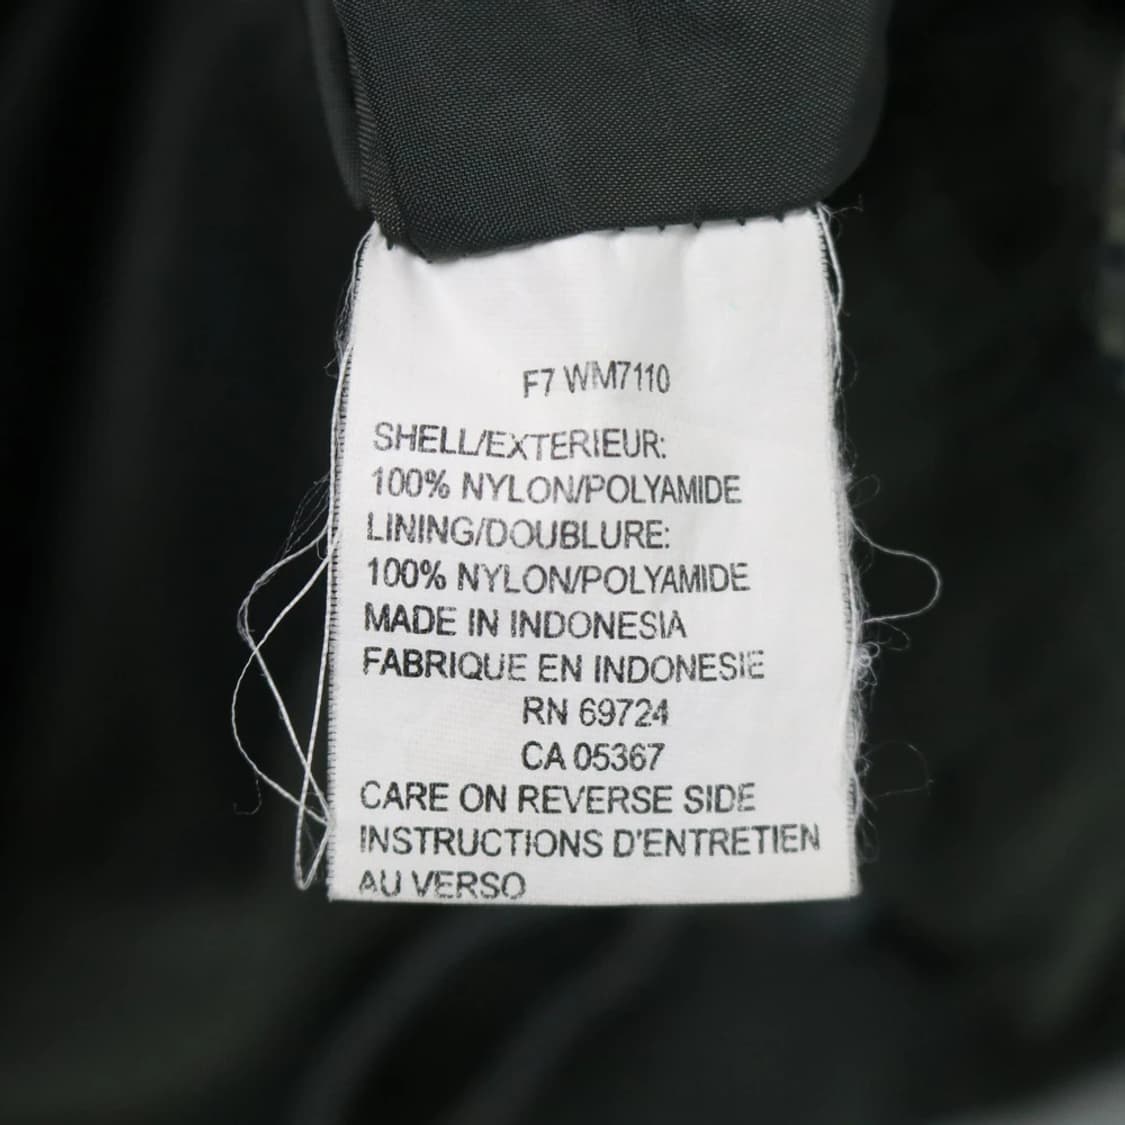 F7 WM7110
SHELL/EXTERIEUR:
100% NYLON/POLYAMIDE
LINING/DOUBLURE:
100% NYLON/POLYAMIDE
MADE IN INDONESIA
FABRIQUE EN INDONESIE
RN 69724
CA 05367
CARE ON REVERSE SIDE
INSTRUCTIONS D'ENTRETIEN
AU VERSO